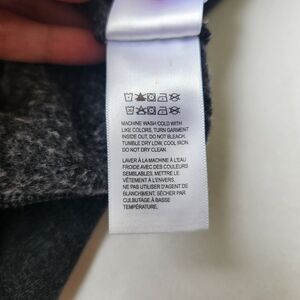 MACHINE WASH COLD WITH
LIKE COLORS, TURN GARMENT
INSIDE OUT, DO NOT BLEACH,
TUMBLE DRY LOW, COOL IRON,
DO NOT DRY CLEAN
LAVER À LA MACHINE À L'EAU
FROIDE AVEC DES COULEURS
SEMBLABLES, METTRE LE
VÊTEMENT À L'ENVERS.
NE PAS UTILISER D'AGENT DE
BLANCHIMENT, SÉCHAGE PAR
CULBUTAGE À BASSE
TEMPÉRATURE.